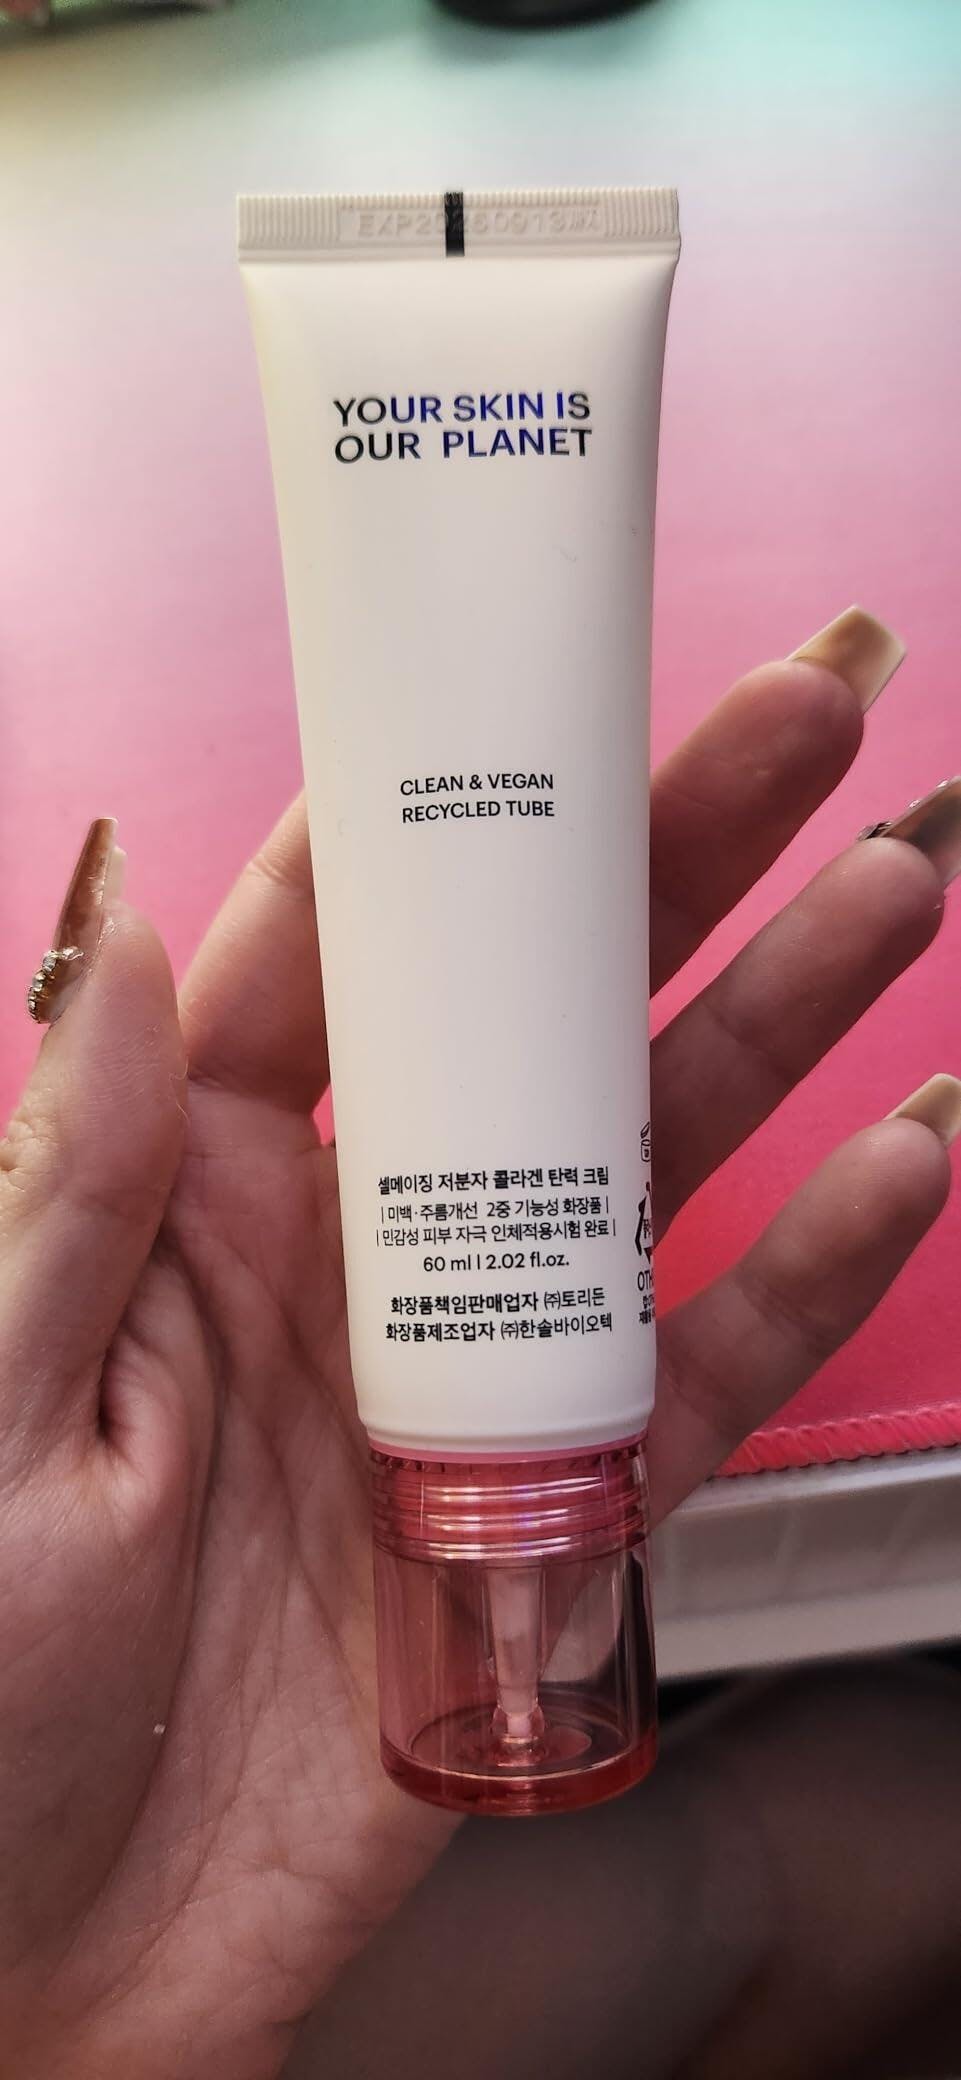 YOUR SKIN IS
OUR PLANET
CLEAN & VEGAN
RECYCLED TUBE
셀메이징 저분자 콜라겐 탄력 크림
| 미백·주름개선 2중 기능성 화장품 |
| 민감성 피부 자극 인체적용시험 완료 |
60 ml | 2.02 fl.oz.
화장품책임판매업자 ㈜토리든
화장품제조업자 ㈜한솔바이오텍